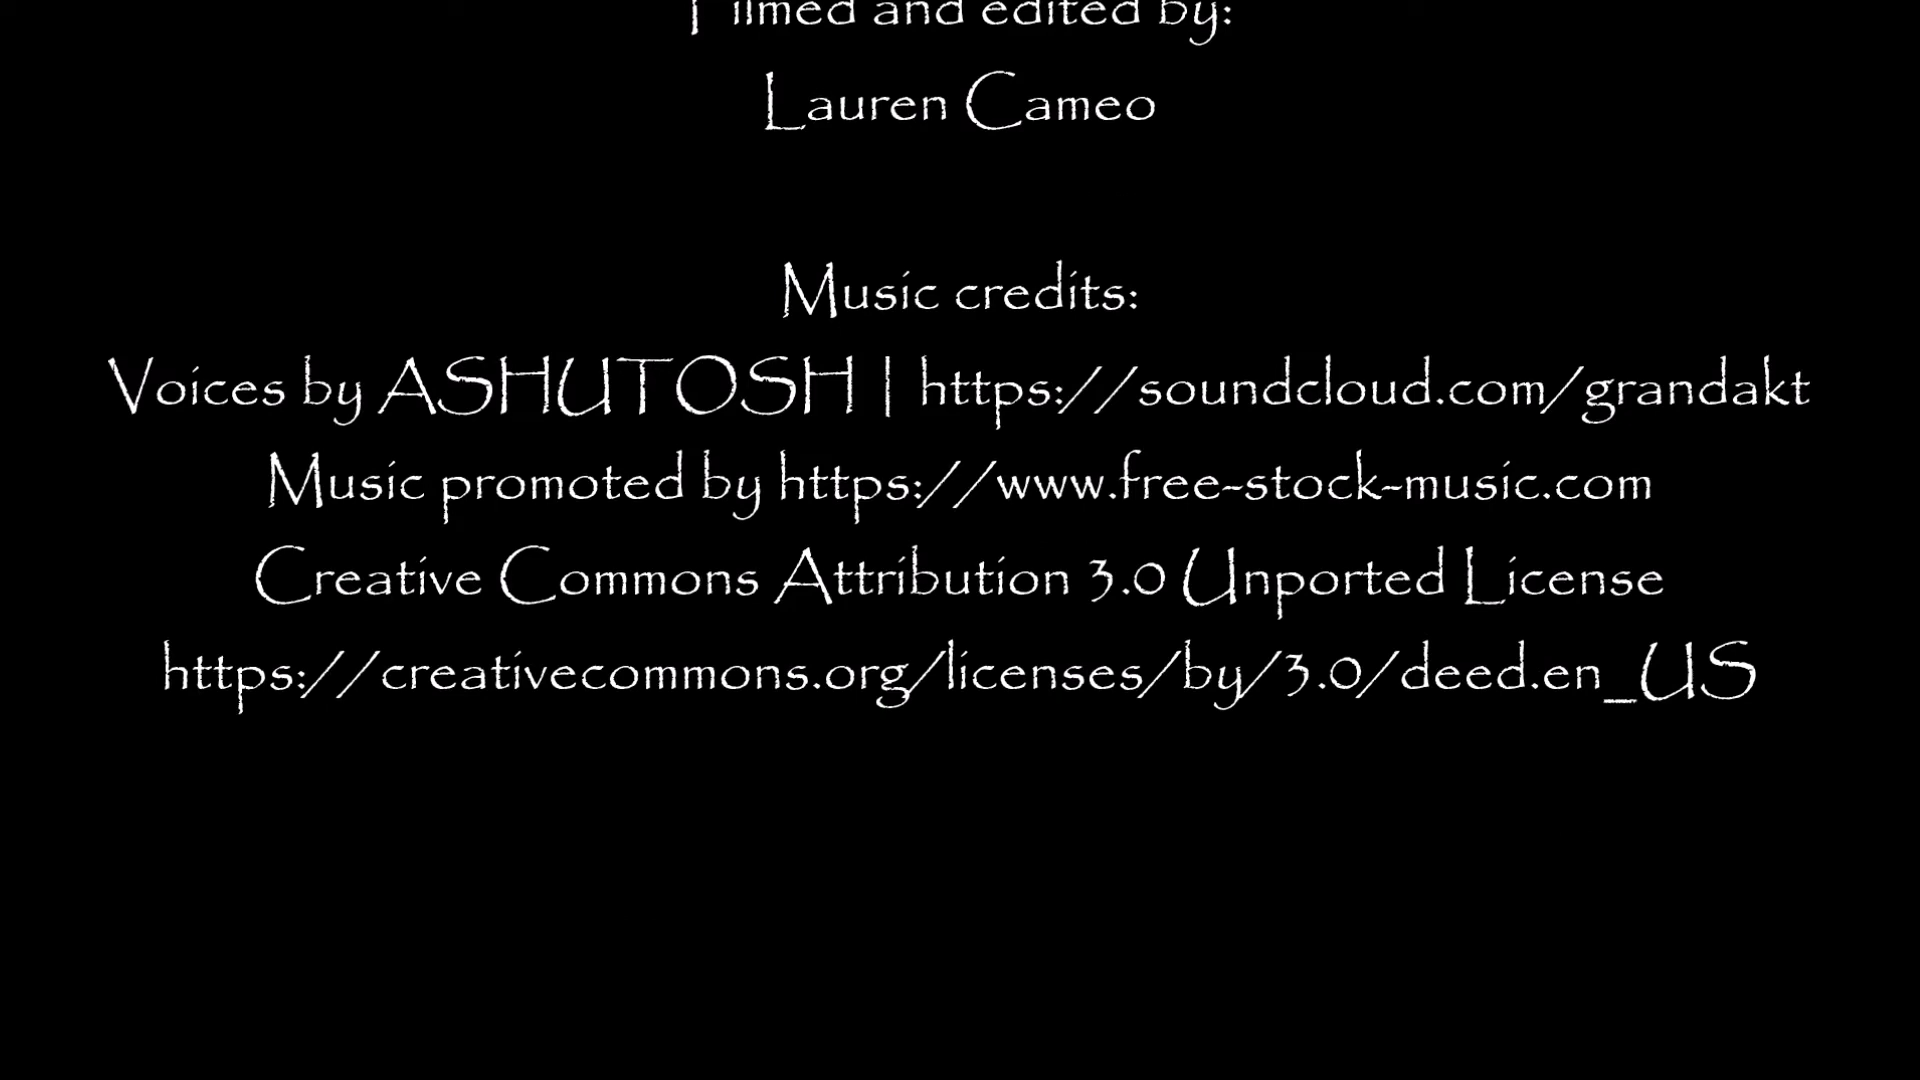 Filmed and edited by:
Lauren Cameo
Music credits:
Voices by ASHUTOSH | https://soundcloud.com/grandakt
Music promoted by https://www.free-stock-music.com
Creative Commons Attribution 3.0 Unported License
https://creativecommons.org/licenses/by/3.0/deed.en_US